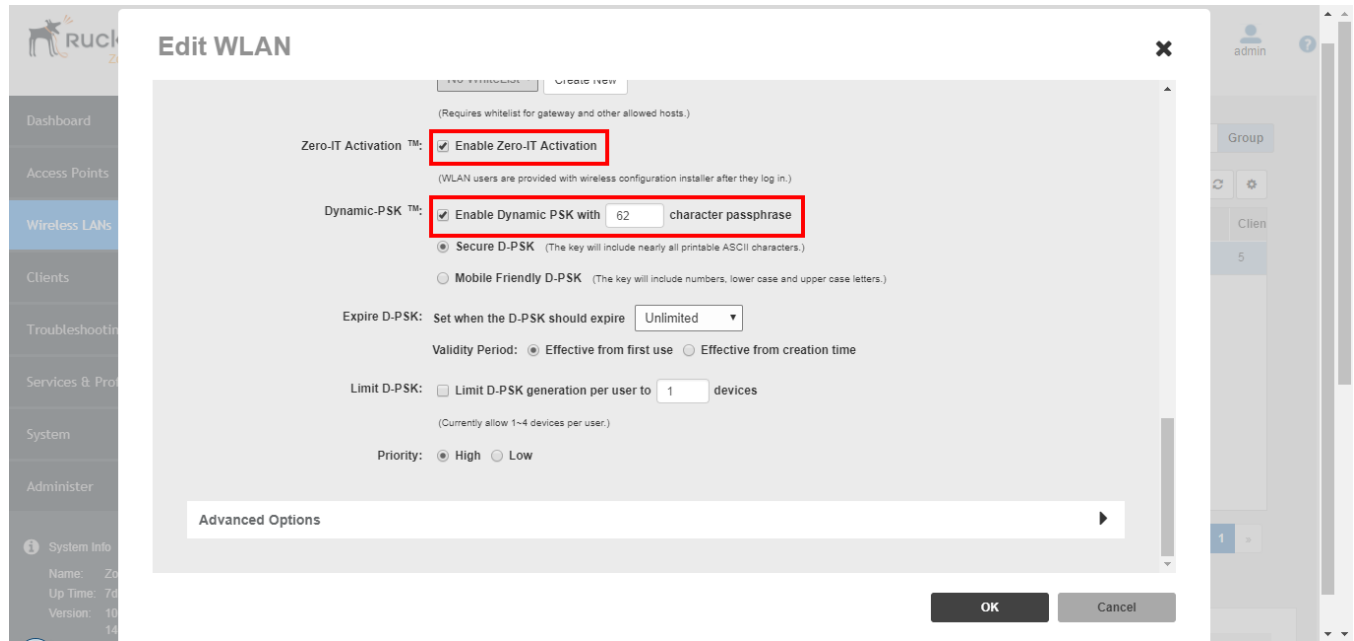 RUCK
Edit WLAN
admin
Create New
(Requires whitelist for gateway and other allowed hosts.)
Dashboard
Group
Zero-IT Activation ™: Enable Zero-IT Activation
Access Points
(WLAN users are provided with wireless configuration installer after they log in.)
Dynamic-PSK ™: Enable Dynamic PSK with 62 character passphrase
Wireless LANs
Clien
Secure D-PSK (The key will include nearly all printable ASCII characters.)
5
Clients
Mobile Friendly D-PSK (The key will include numbers, lower case and upper case letters.)
Expire D-PSK: Set when the D-PSK should expire Unlimited
Troubleshootin
Validity Period: Effective from first use Effective from creation time
Services & Pro
Limit D-PSK: Limit D-PSK generation per user to 1 devices
(Currently allow 1~4 devices per user.)
System
Priority: High Low
Administer
Advanced Options
System Info
1 »
Name: Zo
Up Time: 7d
Version: 10
14
OK
Cancel